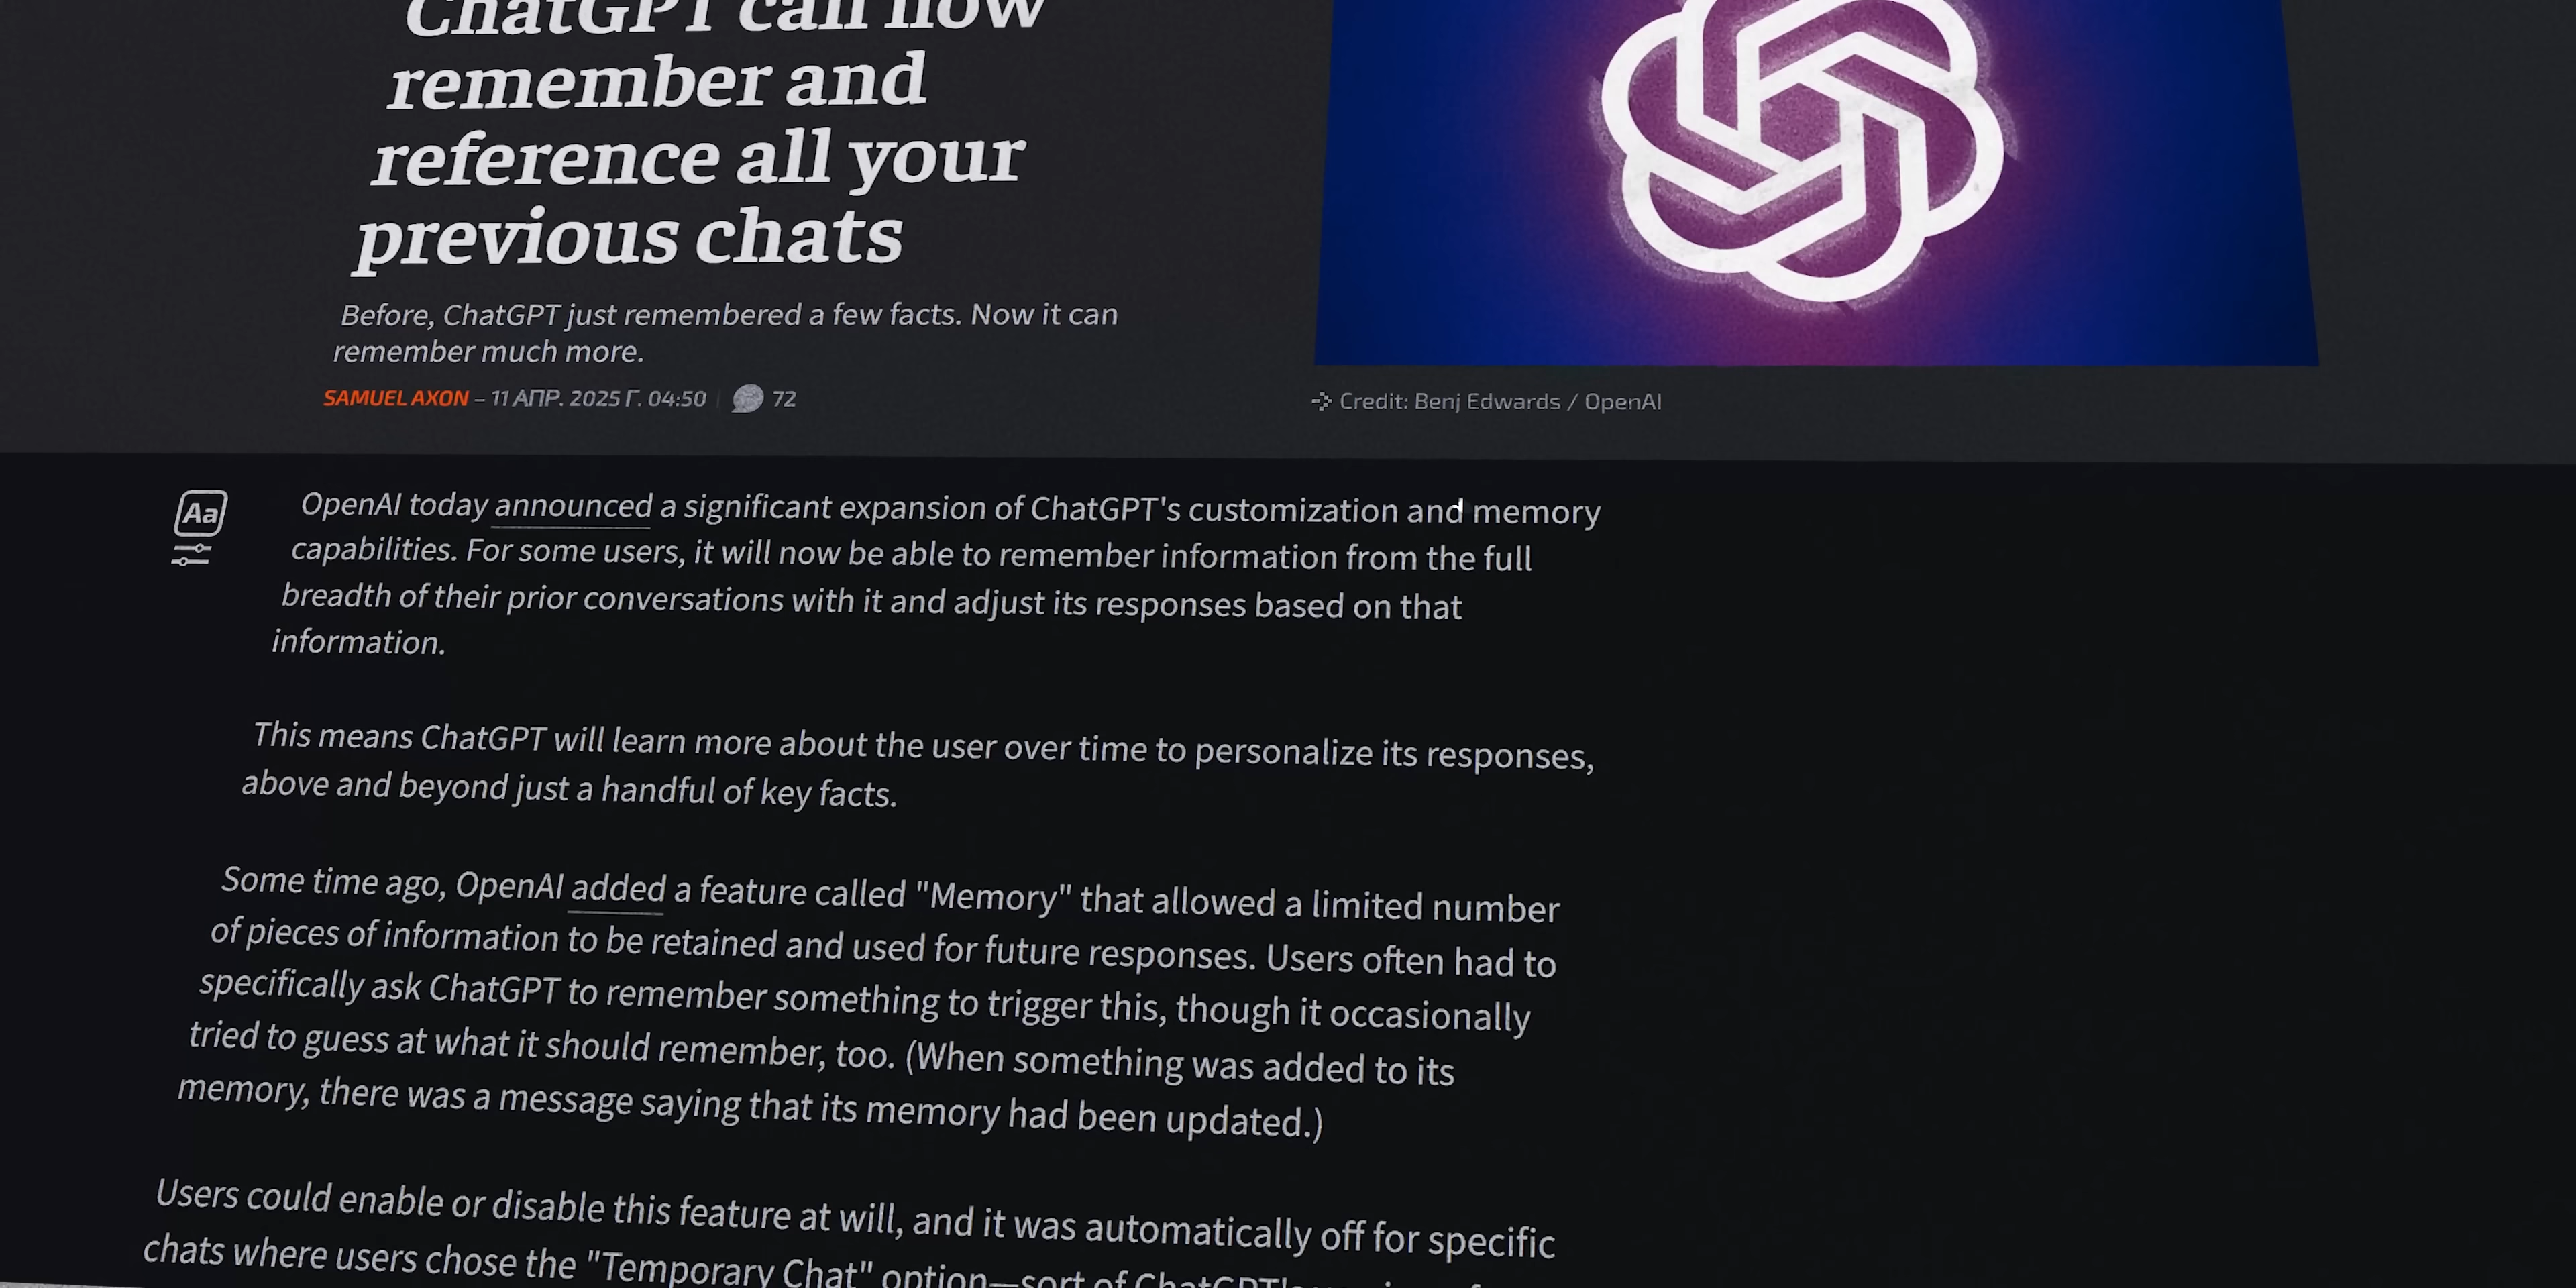 ChatGPT can now
remember and
reference all your
previous chats
Before, ChatGPT just remembered a few facts. Now it can
remember much more.
SAMUEL AXON – 11 АПР. 2025 Г. 04:50 72
Credit: Benj Edwards / OpenAI
Aa
OpenAI today announced a significant expansion of ChatGPT's customization and memory
capabilities. For some users, it will now be able to remember information from the full
breadth of their prior conversations with it and adjust its responses based on that
information.
This means ChatGPT will learn more about the user over time to personalize its responses,
above and beyond just a handful of key facts.
Some time ago, OpenAI added a feature called "Memory" that allowed a limited number
of pieces of information to be retained and used for future responses. Users often had to
specifically ask ChatGPT to remember something to trigger this, though it occasionally
tried to guess at what it should remember, too. (When something was added to its
memory, there was a message saying that its memory had been updated.)
Users could enable or disable this feature at will, and it was automatically off for specific
chats where users chose the "Temporary Chat" option—sort of ChatGPT's